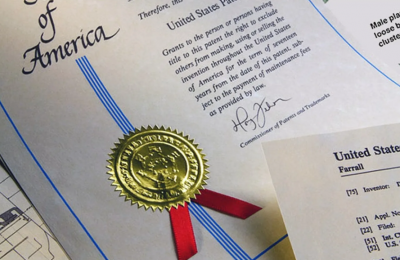 of
America
Therefore, this
United States Pat
Grants to the person or persons having
title to this patent the right to exclude
others from making, using or selling the
invention throughout the United States
of America for the term of seventeen
years from the date of this patent, sub-
ject to the payment of maintenance fees
as provided by law.
Commissioner of Patents and Trademarks
Male pla
loose b
cluste
United States
Farrall
[75] Inventor:
[21] Appl. No
[22] Filed:
[51] Int. C
[52] U.S.